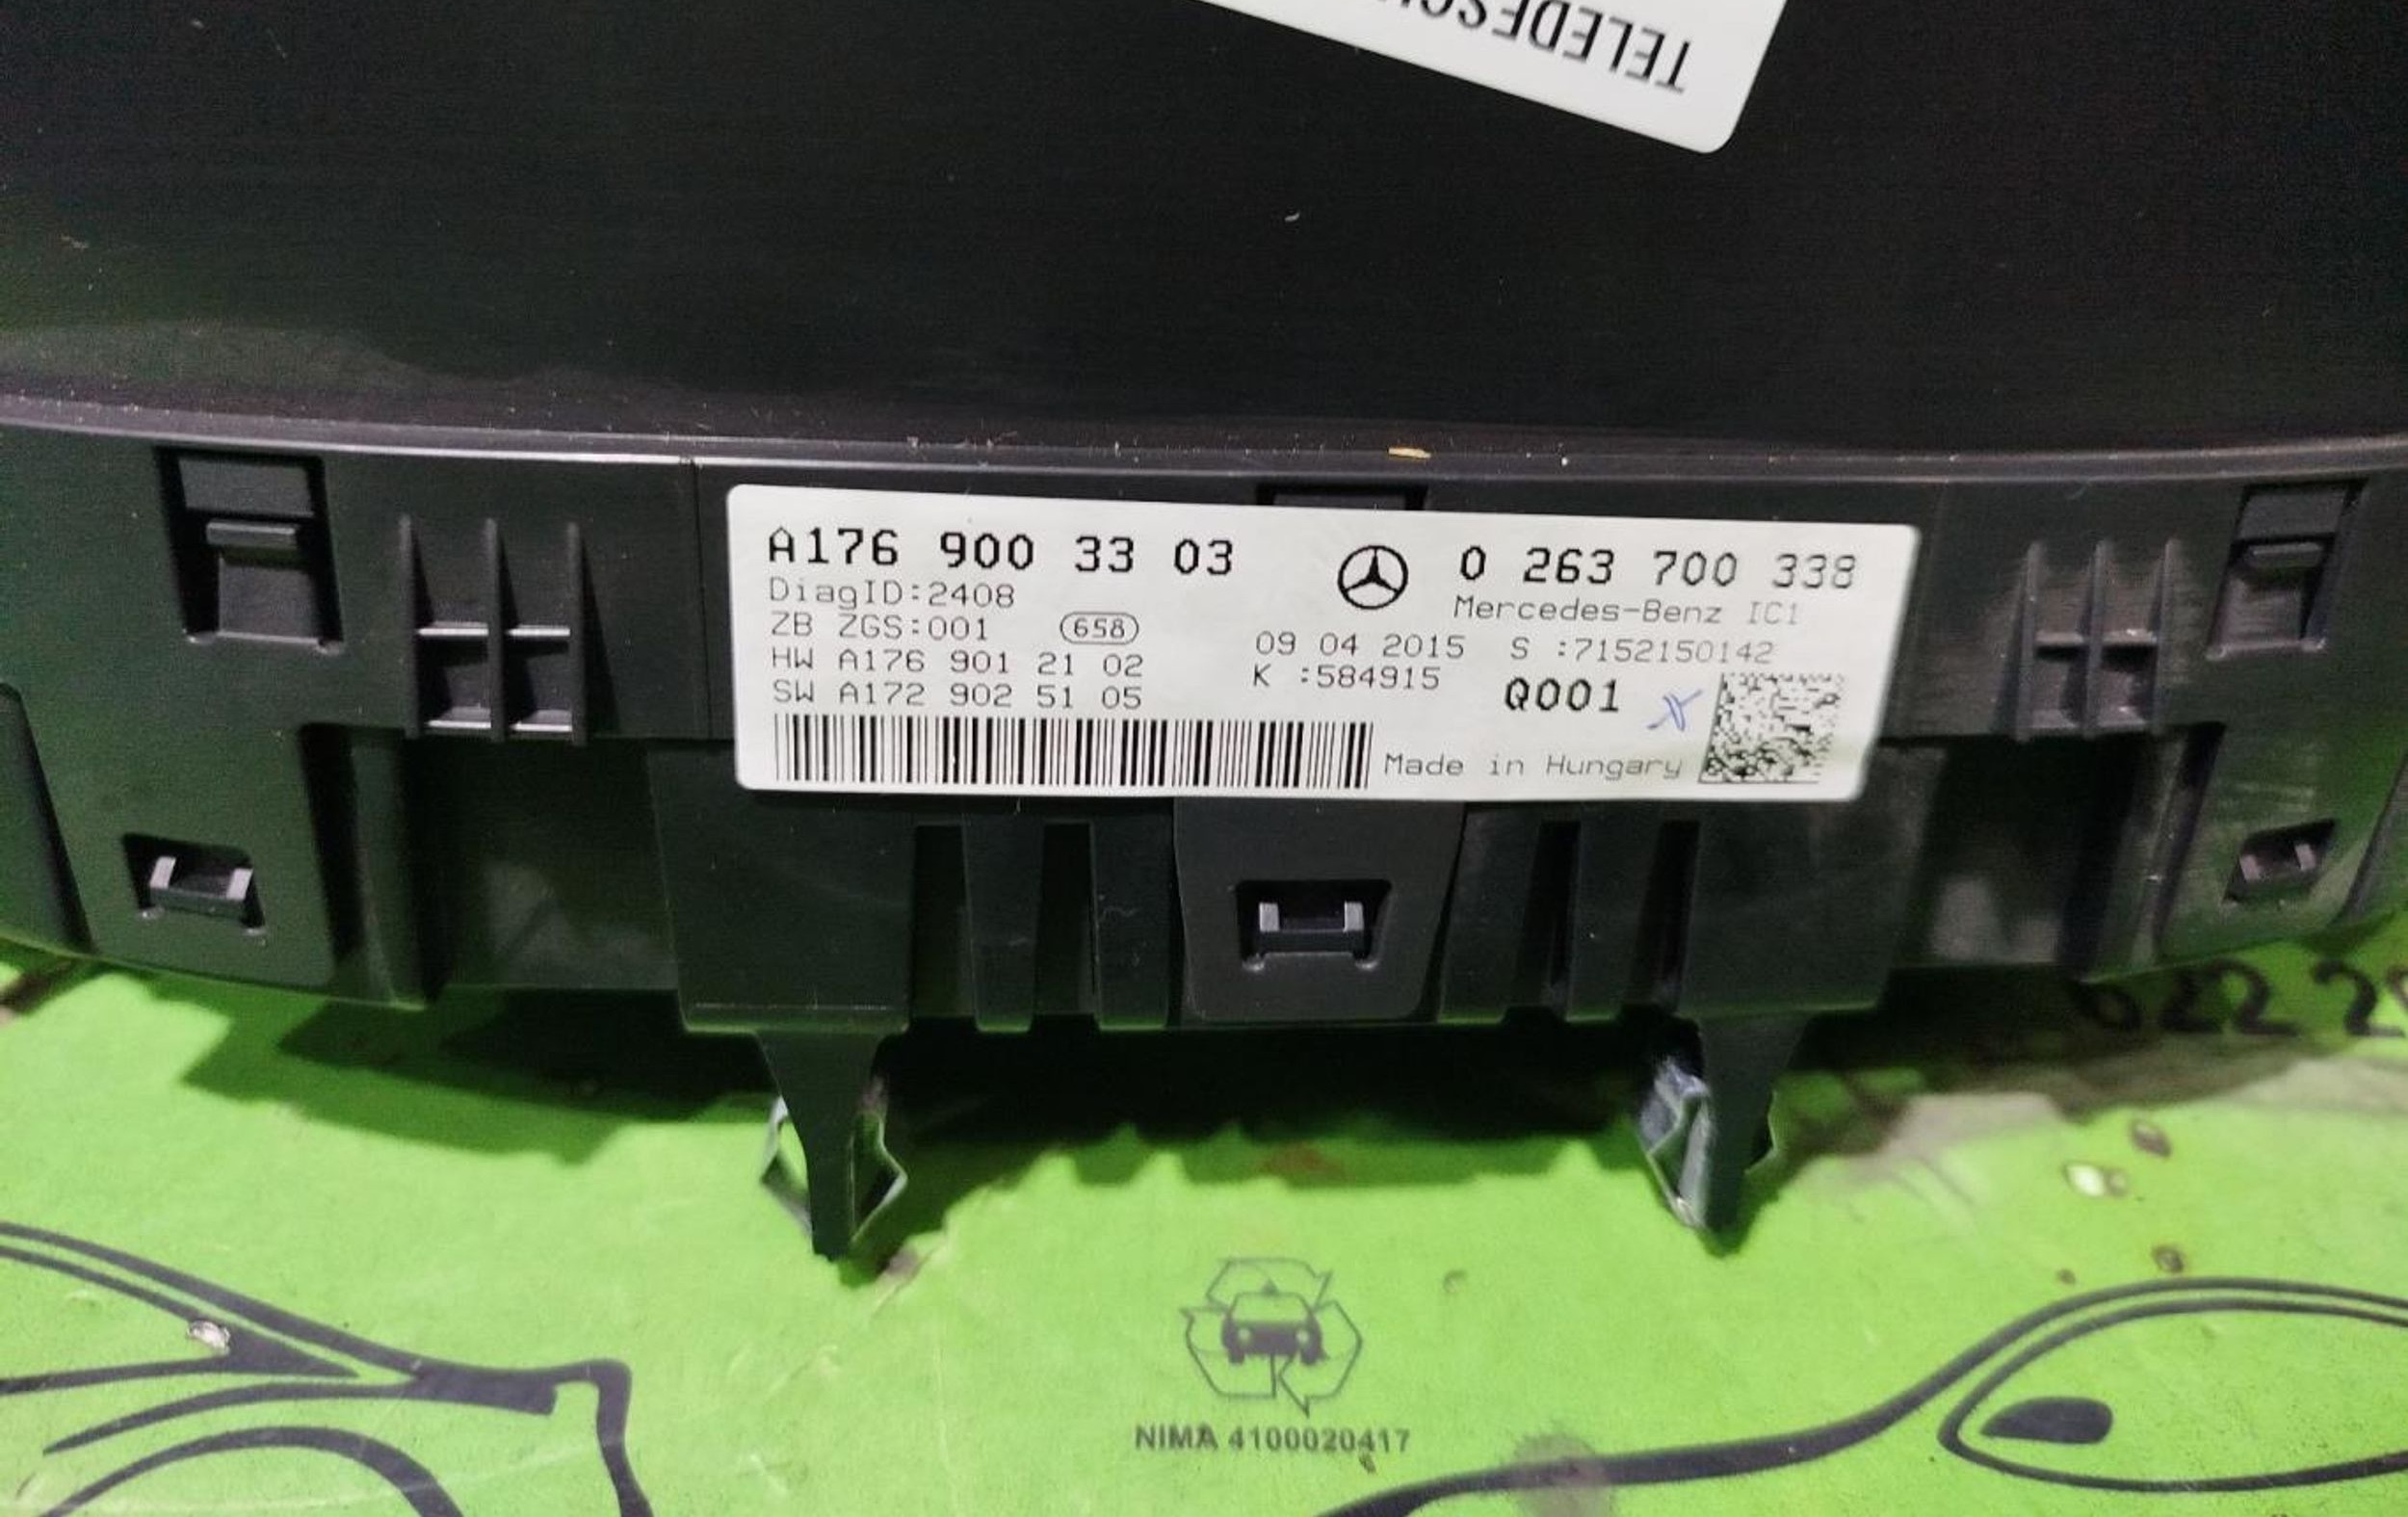 A176 900 33 03
DiagID:2408
ZB ZGS:001 658
HW A176 901 21 02
SW A172 902 51 05
0 263 700 338
Mercedes-Benz IC1
09 04 2015 S :7152150142
K :584915 Q001
Made in Hungary
622 2
NIMA 4100020417